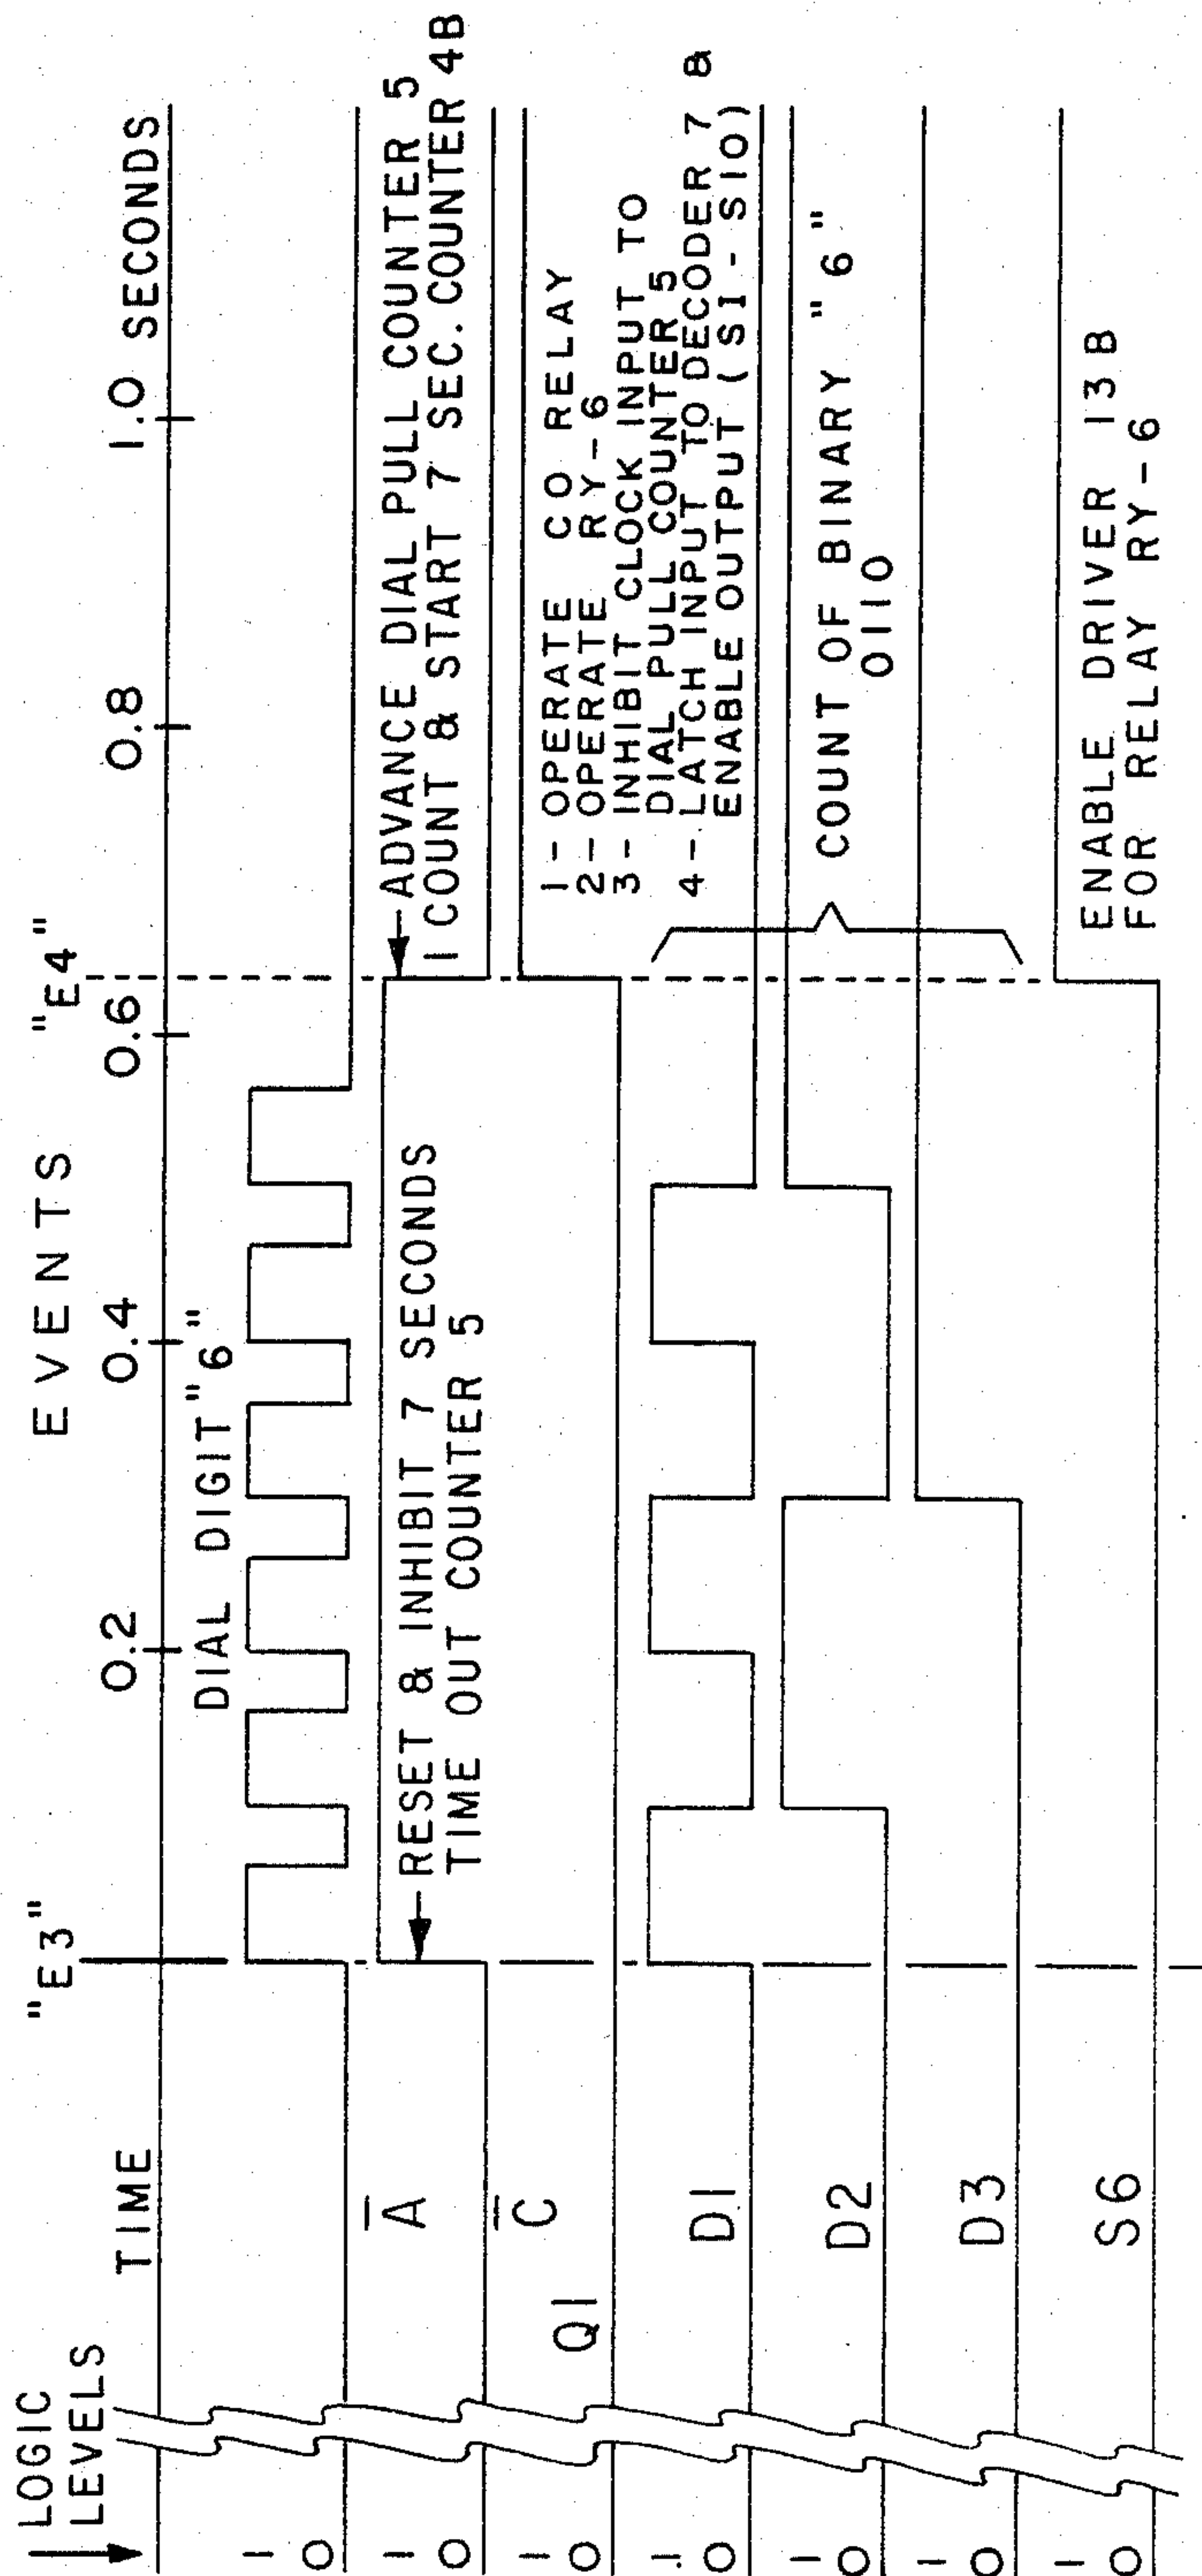 LOGIC
LEVELS
EVENTS
"E3"
"E4"
TIME
0.2
0.4
0.6
0.8
1.0 SECONDS
DIAL DIGIT "6"
1
0
A
RESET & INHIBIT 7 SECONDS
TIME OUT COUNTER 5
ADVANCE DIAL PULL COUNTER 5
1 COUNT & START 7 SEC. COUNTER 4B
1
0
C
1
0
Q1
1- OPERATE CO RELAY
2- OPERATE RY-6
3- INHIBIT CLOCK INPUT TO
DIAL PULL COUNTER 5
4- LATCH INPUT TO DECODER 7 &
ENABLE OUTPUT (S1-S10)
1
0
D1
1
0
D2
COUNT OF BINARY "6"
0110
1
0
D3
1
0
S6
ENABLE DRIVER 13B
FOR RELAY RY-6